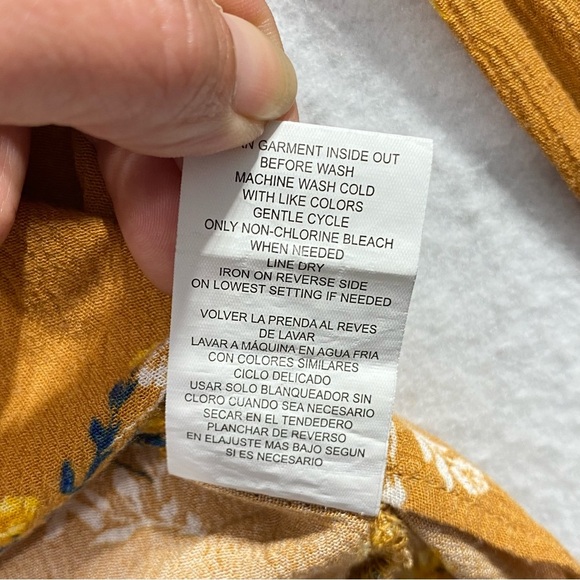 GARMENT INSIDE OUT
BEFORE WASH
MACHINE WASH COLD
WITH LIKE COLORS
GENTLE CYCLE
ONLY NON-CHLORINE BLEACH
WHEN NEEDED
LINE DRY
IRON ON REVERSE SIDE
ON LOWEST SETTING IF NEEDED
VOLVER LA PRENDA AL REVES
DE LAVAR
LAVAR A MÁQUINA EN AGUA FRIA
CON COLORES SIMILARES
CICLO DELICADO
USAR SOLO BLANQUEADOR SIN
CLORO CUANDO SEA NECESARIO
SECAR EN EL TENDEDERO
PLANCHAR DE REVERSO
EN ELAJUSTE MAS BAJO SEGUN
SI ES NECESARIO